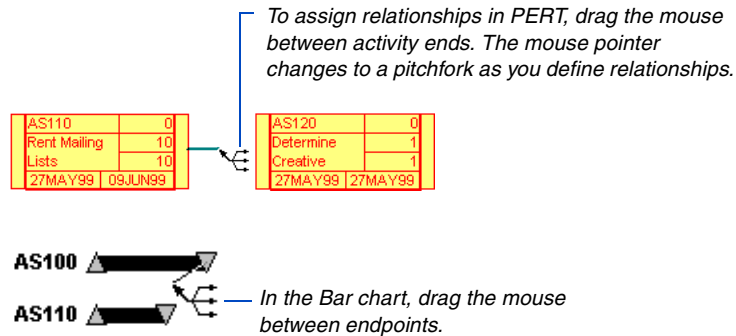 To assign relationships in PERT, drag the mouse
between activity ends. The mouse pointer
changes to a pitchfork as you define relationships.
AS110 0
Rent Mailing 10
Lists 10
27MAY99 09JUN99
AS120 0
Determine 1
Creative 1
27MAY99 27MAY99
AS100
AS110
In the Bar chart, drag the mouse
between endpoints.